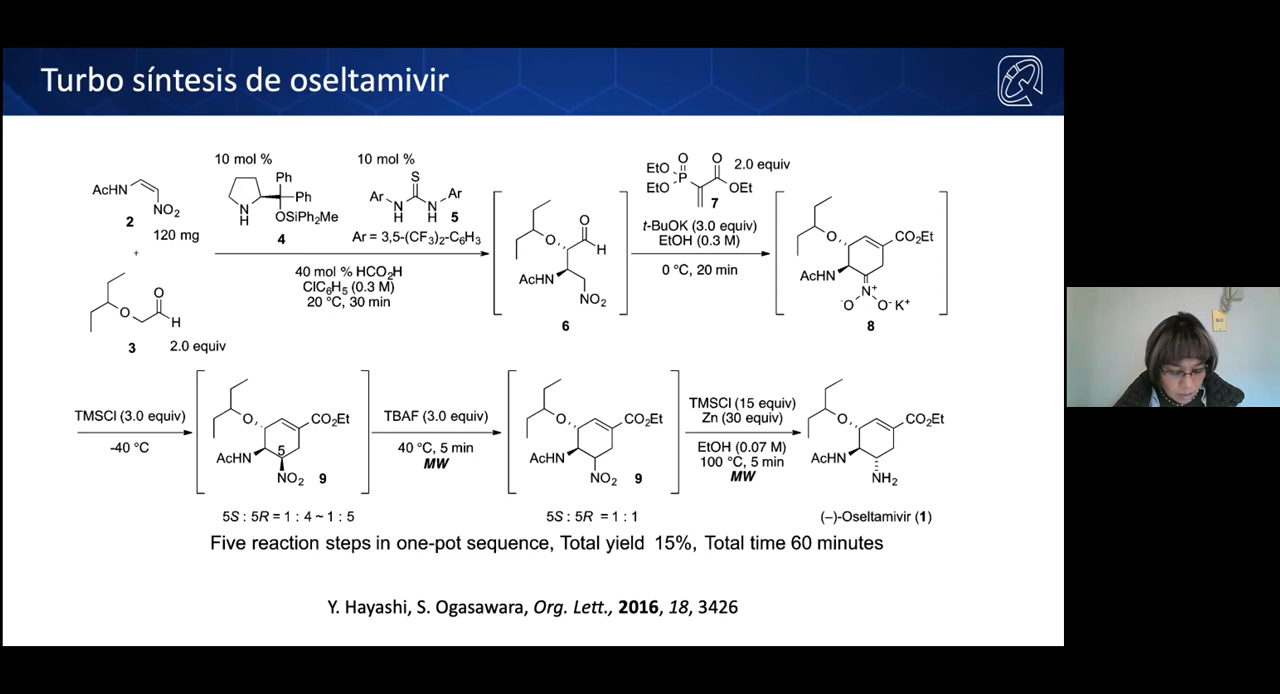 Turbo síntesis de oseltamivir
10 mol %
10 mol %
AcHN
NO2
2
120 mg
+
O
O
H
3
2.0 equiv
N
H
Ph
Ph
OSiPh2Me
4
S
Ar
N
H
N
H
Ar
5
Ar = 3,5-(CF3)2-C6H3
40 mol % HCO2H
ClC6H5 (0.3 M)
20 °C, 30 min
O
O
H
AcHN
NO2
6
EtO
EtO
O
P
O
OEt
7
2.0 equiv
t-BuOK (3.0 equiv)
EtOH (0.3 M)
0 °C, 20 min
O
CO2Et
AcHN
N+
-O
O- K+
8
TMSCl (3.0 equiv)
-40 °C
O
CO2Et
AcHN
5
NO2
9
5S : 5R = 1 : 4 ~ 1 : 5
TBAF (3.0 equiv)
40 °C, 5 min
MW
O
CO2Et
AcHN
NO2
9
5S : 5R = 1 : 1
TMSCl (15 equiv)
Zn (30 equiv)
EtOH (0.07 M)
100 °C, 5 min
MW
O
CO2Et
AcHN
NH2
(–)-Oseltamivir (1)
Five reaction steps in one-pot sequence, Total yield 15%, Total time 60 minutes
Y. Hayashi, S. Ogasawara, Org. Lett., 2016, 18, 3426